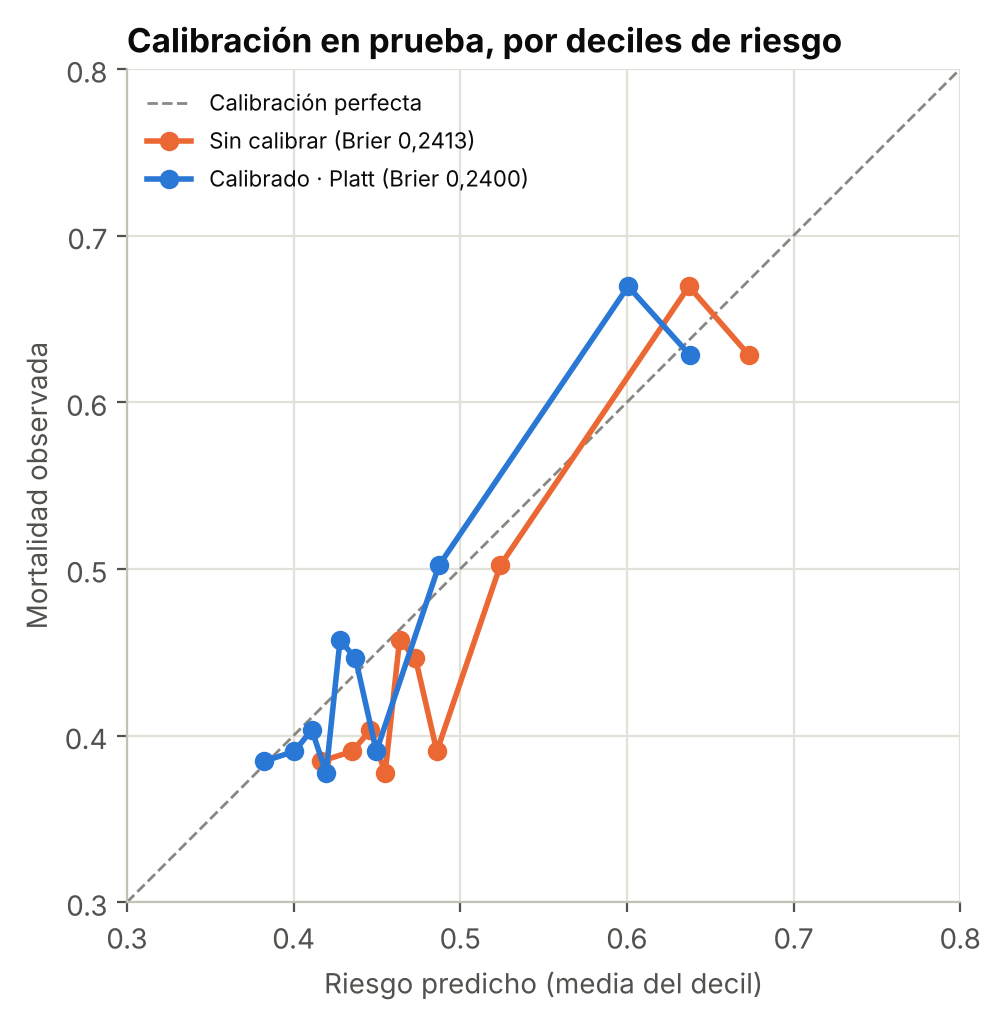 Calibración en prueba, por deciles de riesgo
0.8
0.7
0.6
0.5
0.4
0.3
Calibración perfecta
Sin calibrar (Brier 0,2413)
Calibrado · Platt (Brier 0,2400)
Mortalidad observada
0.3 0.4 0.5 0.6 0.7 0.8
Riesgo predicho (media del decil)